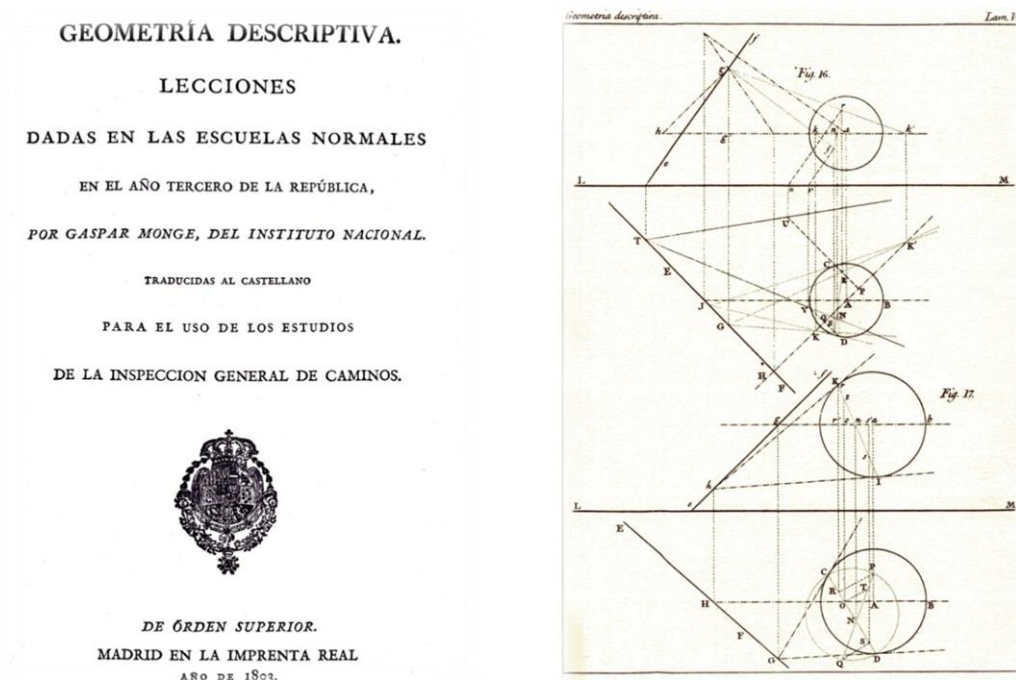 GEOMETRÍA DESCRIPTIVA.
LECCIONES
DADAS EN LAS ESCUELAS NORMALES
EN EL AÑO TERCERO DE LA REPÚBLICA,
POR GASPAR MONGE, DEL INSTITUTO NACIONAL.
TRADUCIDAS AL CASTELLANO
PARA EL USO DE LOS ESTUDIOS
DE LA INSPECCION GENERAL DE CAMINOS.
DE ÓRDEN SUPERIOR.
MADRID EN LA IMPRENTA REAL
AÑO DE 1803.
Geometria descriptiva.
Lam.
f
g'
Fig. 16.
h
g
k
a
k'
e
L
M
T
U
K'
E
C
R
P
J
V
A
B
G
Q
N
K
D
H
F
Fig. 17.
f
K
g
b
h
I
e
L
M
E
C
P
R
T
H
O
A
B
N
F
S
G
Q
D